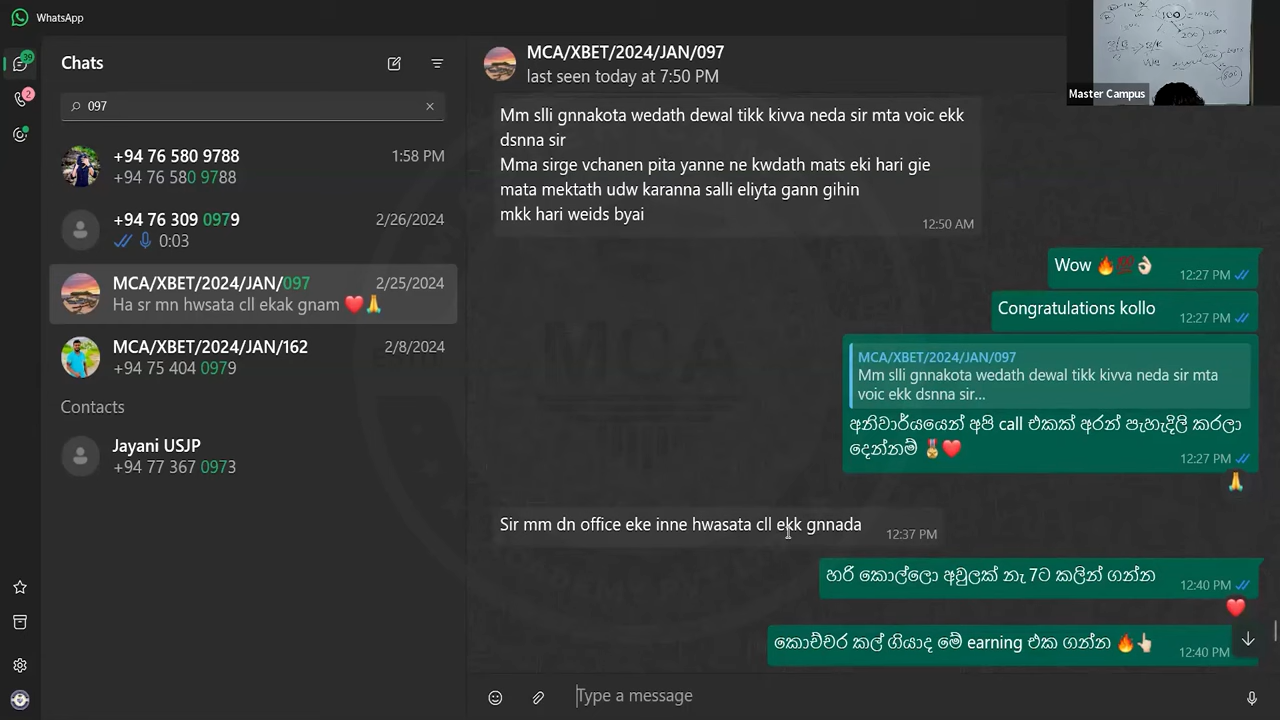 WhatsApp
Chats
097
+94 76 580 9788
1:58 PM
+94 76 580 9788
+94 76 309 0979
2/26/2024
0:03
MCA/XBET/2024/JAN/097
2/25/2024
Ha sr mn hwsata cll ekak gnam ❤️🙏
MCA/XBET/2024/JAN/162
2/8/2024
+94 75 404 0979
Contacts
Jayani USJP
+94 77 367 0973
29
2
MCA/XBET/2024/JAN/097
last seen today at 7:50 PM
Mm slli gnnakota wedath dewal tikk kivva neda sir mta voic ekk
dsnna sir
Mma sirge vchanen pita yanne ne kwdath mats eki hari gie
mata mektath udw karanna salli eliyta gann gihin
mkk hari weids byai
12:50 AM
Wow 🔥💯👌🏻
12:27 PM
Congratulations kollo
12:27 PM
MCA/XBET/2024/JAN/097
Mm slli gnnakota wedath dewal tikk kivva neda sir mta
voic ekk dsnna sir...
අනිවාර්යයෙන් අපි call එකක් අරන් පැහැදිලි කරලා
දෙන්නම් 🎖️❤️
12:27 PM
🙏
Sir mm dn office eke inne hwasata cll ekk gnnada
12:37 PM
හරි කොල්ලො අවුලක් නැ 7ට කලින් ගන්න
12:40 PM
❤️
කොච්චර කල් ගියාද මේ earning එක ගන්න 🔥👆🏻
12:40 PM
Type a message
Master Campus
MCA